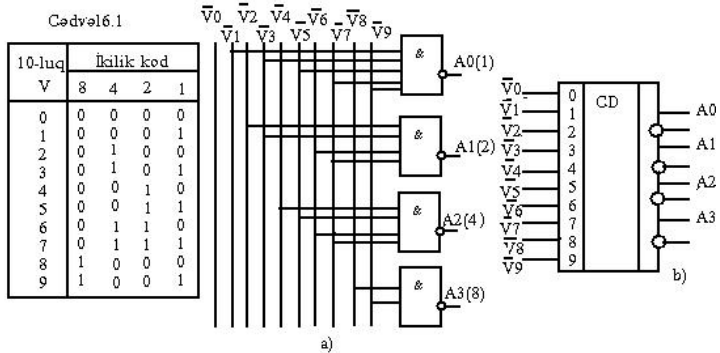 Cədvəl6.1
10-luq V İkilik kod
8 4 2 1
0 0 0 0 0
1 0 0 0 1
2 0 1 0 0
3 0 1 0 1
4 0 0 1 0
5 0 0 1 1
6 0 1 1 0
7 0 1 1 1
8 1 0 0 0
9 1 0 0 1
V̅0 V̅2 V̅4 V̅6 V̅8
V̅1 V̅3 V̅5 V̅7 V̅9
& A0(1)
& A1(2)
& A2(4)
& A3(8)
a)
CD
V̅0 0
V̅1 1
V̅2 2
V̅3 3
V̅4 4
V̅5 5
V̅6 6
V̅7 7
V̅8 8
V̅9 9
A0
A1
A2
A3
b)